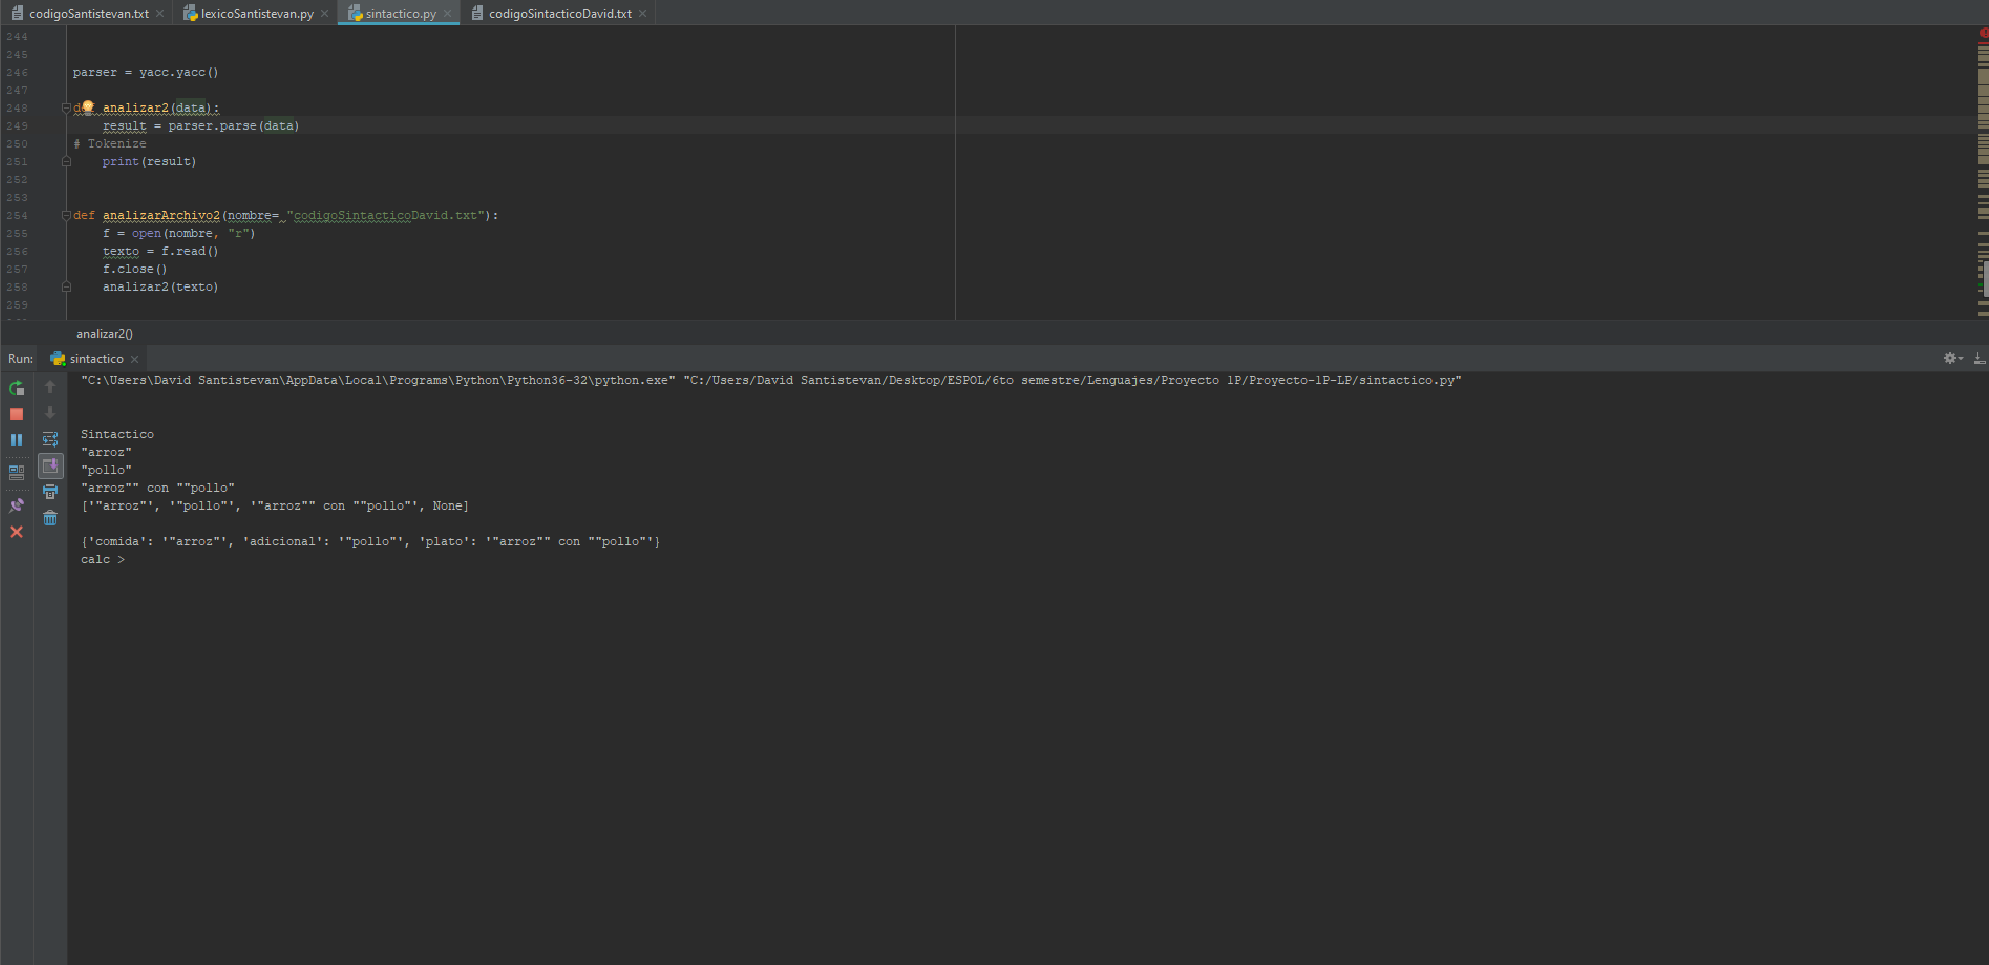 codigoSantistevan.txt lexicoSantistevan.py sintactico.py codigoSintacticoDavid.txt
244
245
246 parser = yacc.yacc()
247
248 def analizar2(data):
249 result = parser.parse(data)
250 # Tokenize
251 print(result)
252
253
254 def analizarArchivo2(nombre= "codigoSintacticoDavid.txt"):
255 f = open(nombre, "r")
256 texto = f.read()
257 f.close()
258 analizar2(texto)
259
analizar2()
Run: sintactico
"C:\Users\David Santistevan\AppData\Local\Programs\Python\Python36-32\python.exe" "C:/Users/David Santistevan/Desktop/ESPOL/6to semestre/Lenguajes/Proyecto 1P/Proyecto-1P-LP/sintactico.py"
Sintactico
"arroz"
"pollo"
"arroz"" con ""pollo"
['"arroz"', '"pollo"', '"arroz"" con ""pollo"', None]
{'comida': '"arroz"', 'adicional': '"pollo"', 'plato': '"arroz"" con ""pollo"'}
calc >